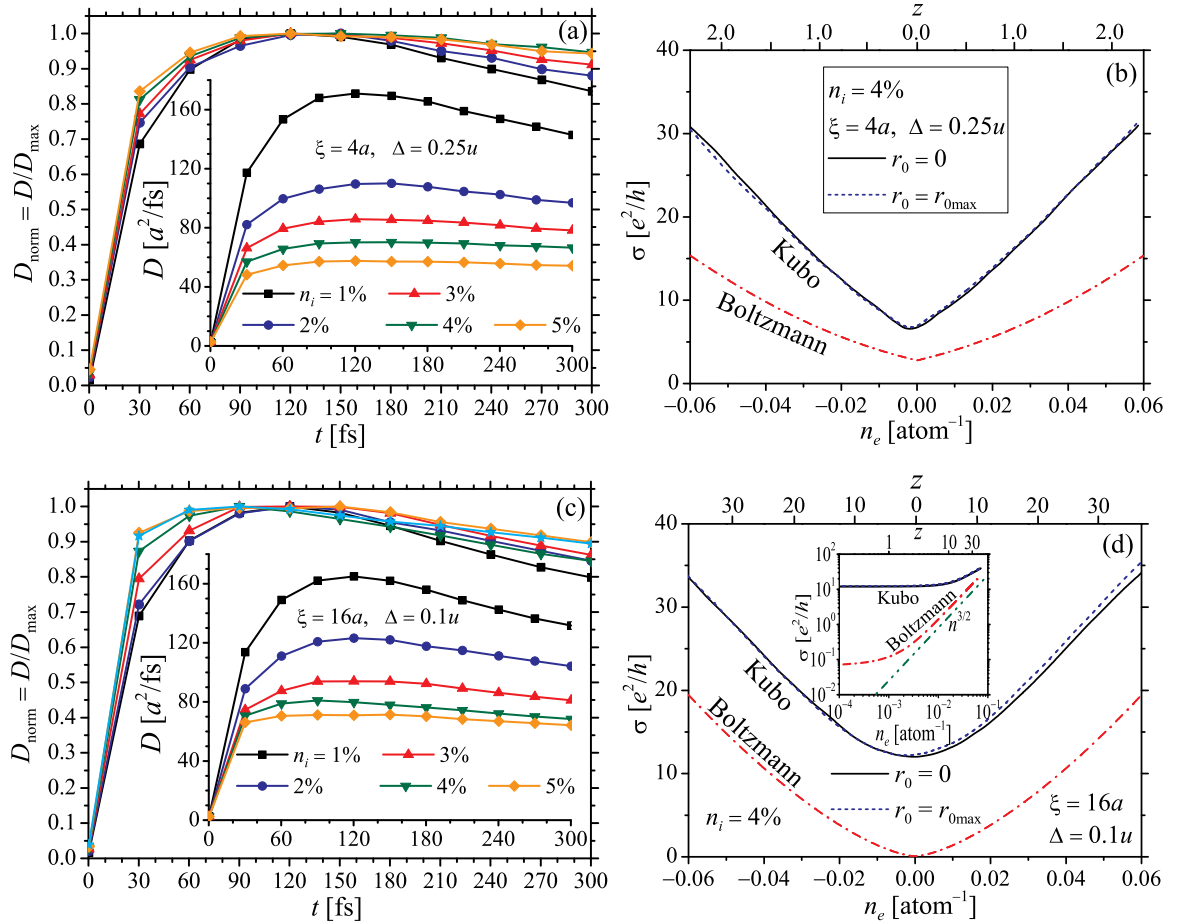 (a)
D_norm = D/D_max
1.0
0.9
0.8
0.7
0.6
0.5
0.4
0.3
0.2
0.1
0.0
0 30 60 90 120 150 180 210 240 270 300
t [fs]
D [a²/fs]
160
120
80
40
0
ξ = 4a, Δ = 0.25u
n_i = 1% 3%
2% 4% 5%
0 60 120 180 240 300
(b)
z
2.0 1.0 0.0 1.0 2.0
σ [e²/h]
40
30
20
10
0
n_i = 4%
ξ = 4a, Δ = 0.25u
r_0 = 0
r_0 = r_0max
Kubo
Boltzmann
−0.06 −0.04 −0.02 0.00 0.02 0.04 0.06
n_e [atom⁻¹]
(c)
D_norm = D/D_max
1.0
0.9
0.8
0.7
0.6
0.5
0.4
0.3
0.2
0.1
0.0
0 30 60 90 120 150 180 210 240 270 300
t [fs]
D [a²/fs]
160
120
80
40
0
ξ = 16a, Δ = 0.1u
n_i = 1% 3%
2% 4% 5%
0 60 120 180 240 300
(d)
z
30 20 10 0 10 20 30
σ [e²/h]
40
30
20
10
0
1 10 30
z
σ [e²/h]
10²
10¹
10⁰
10⁻¹
10⁻²
Kubo
Boltzmann
n^3/2
10⁻⁴ 10⁻³ 10⁻² 10⁻¹
n_e [atom⁻¹]
Kubo
Boltzmann
r_0 = 0
r_0 = r_0max
n_i = 4%
ξ = 16a
Δ = 0.1u
−0.06 −0.04 −0.02 0.00 0.02 0.04 0.06
n_e [atom⁻¹]